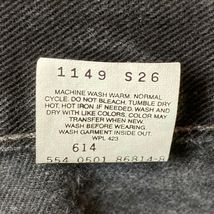 1149 S26
MACHINE WASH WARM. NORMAL
CYCLE. DO NOT BLEACH. TUMBLE DRY
HOT. HOT IRON IF NEEDED. WASH AND
DRY WITH LIKE COLORS. COLOR MAY
TRANSFER WHEN NEW.
WASH BEFORE WEARING.
WASH GARMENT INSIDE OUT.
WPL 423
614
554 0601 86814-8